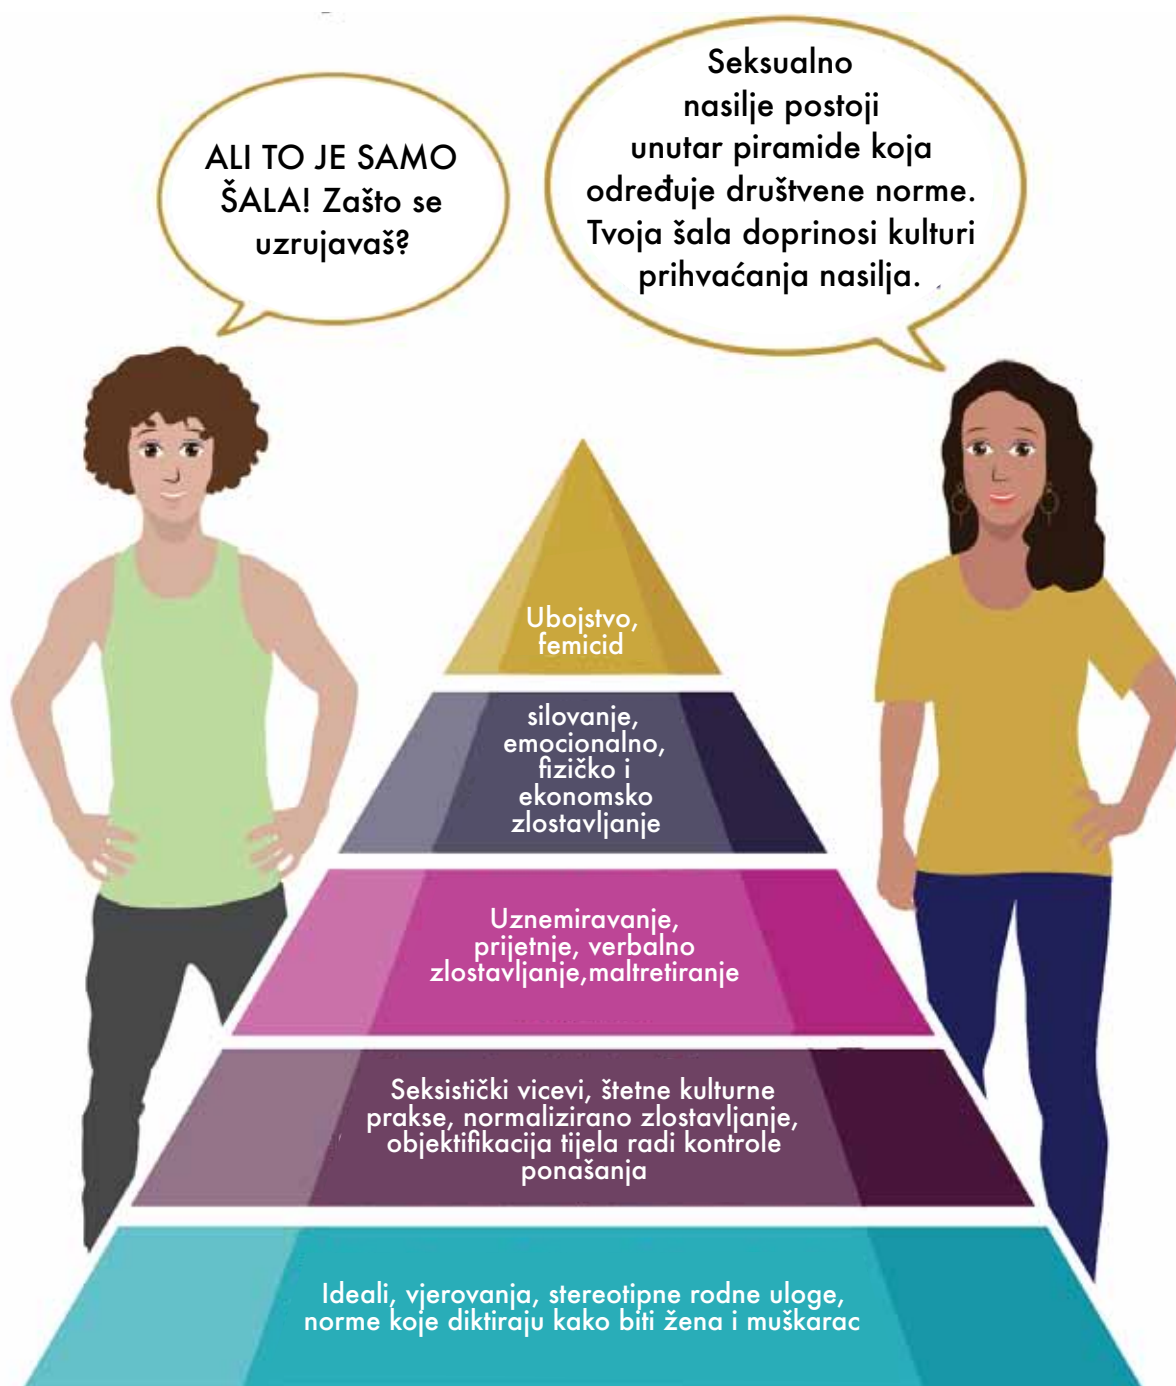 ALI TO JE SAMO
ŠALA! Zašto se
uzrujavaš?
Seksualno
nasilje postoji
unutar piramide koja
određuje društvene norme.
Tvoja šala doprinosi kulturi
prihvaćanja nasilja.
Ubojstvo,
femicid
silovanje,
emocionalno,
fizičko i
ekonomsko
zlostavljanje
Uznemiravanje,
prijetnje, verbalno
zlostavljanje,maltretiranje
Seksistički vicevi, štetne kulturne
prakse, normalizirano zlostavljanje,
objektifikacija tijela radi kontrole
ponašanja
Ideali, vjerovanja, stereotipne rodne uloge,
norme koje diktiraju kako biti žena i muškarac